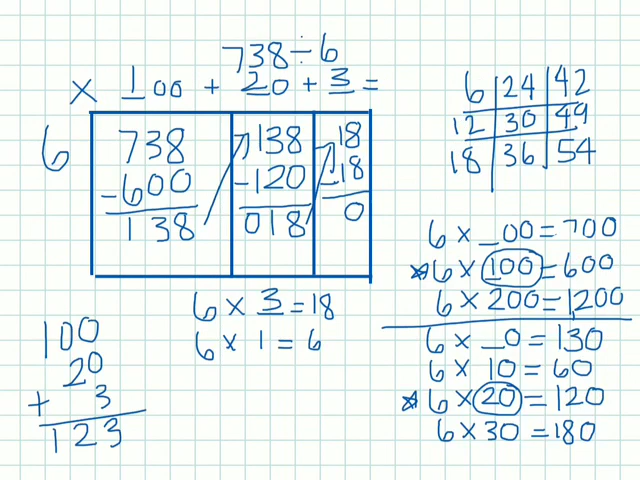 738 ÷ 6
× 100 + 20 + 3 =
6
738
-600
138
138
-120
018
18
-18
0
6 × 3 = 18
6 × 1 = 6
100
20
+ 3
123
6 24 42
12 30 49
18 36 54
6 × _00 = 700
*6 × 100 = 600
6 × 200 = 1200
6 × _0 = 130
6 × 10 = 60
*6 × 20 = 120
6 × 30 = 180